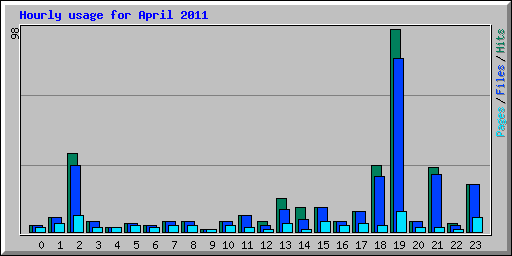 Hourly usage for April 2011
98
Pages/Files/Hits
0 1 2 3 4 5 6 7 8 9 10 11 12 13 14 15 16 17 18 19 20 21 22 23